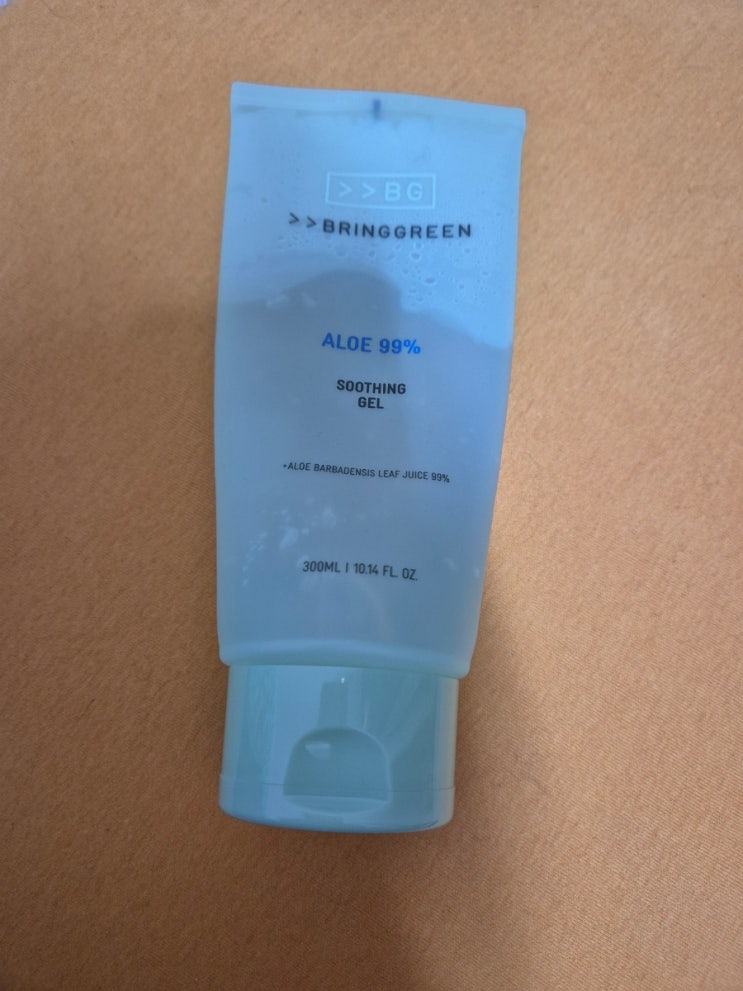 >>BG
>>BRINGGREEN
ALOE 99%
SOOTHING
GEL
•ALOE BARBADENSIS LEAF JUICE 99%
300ML | 10.14 FL. OZ.